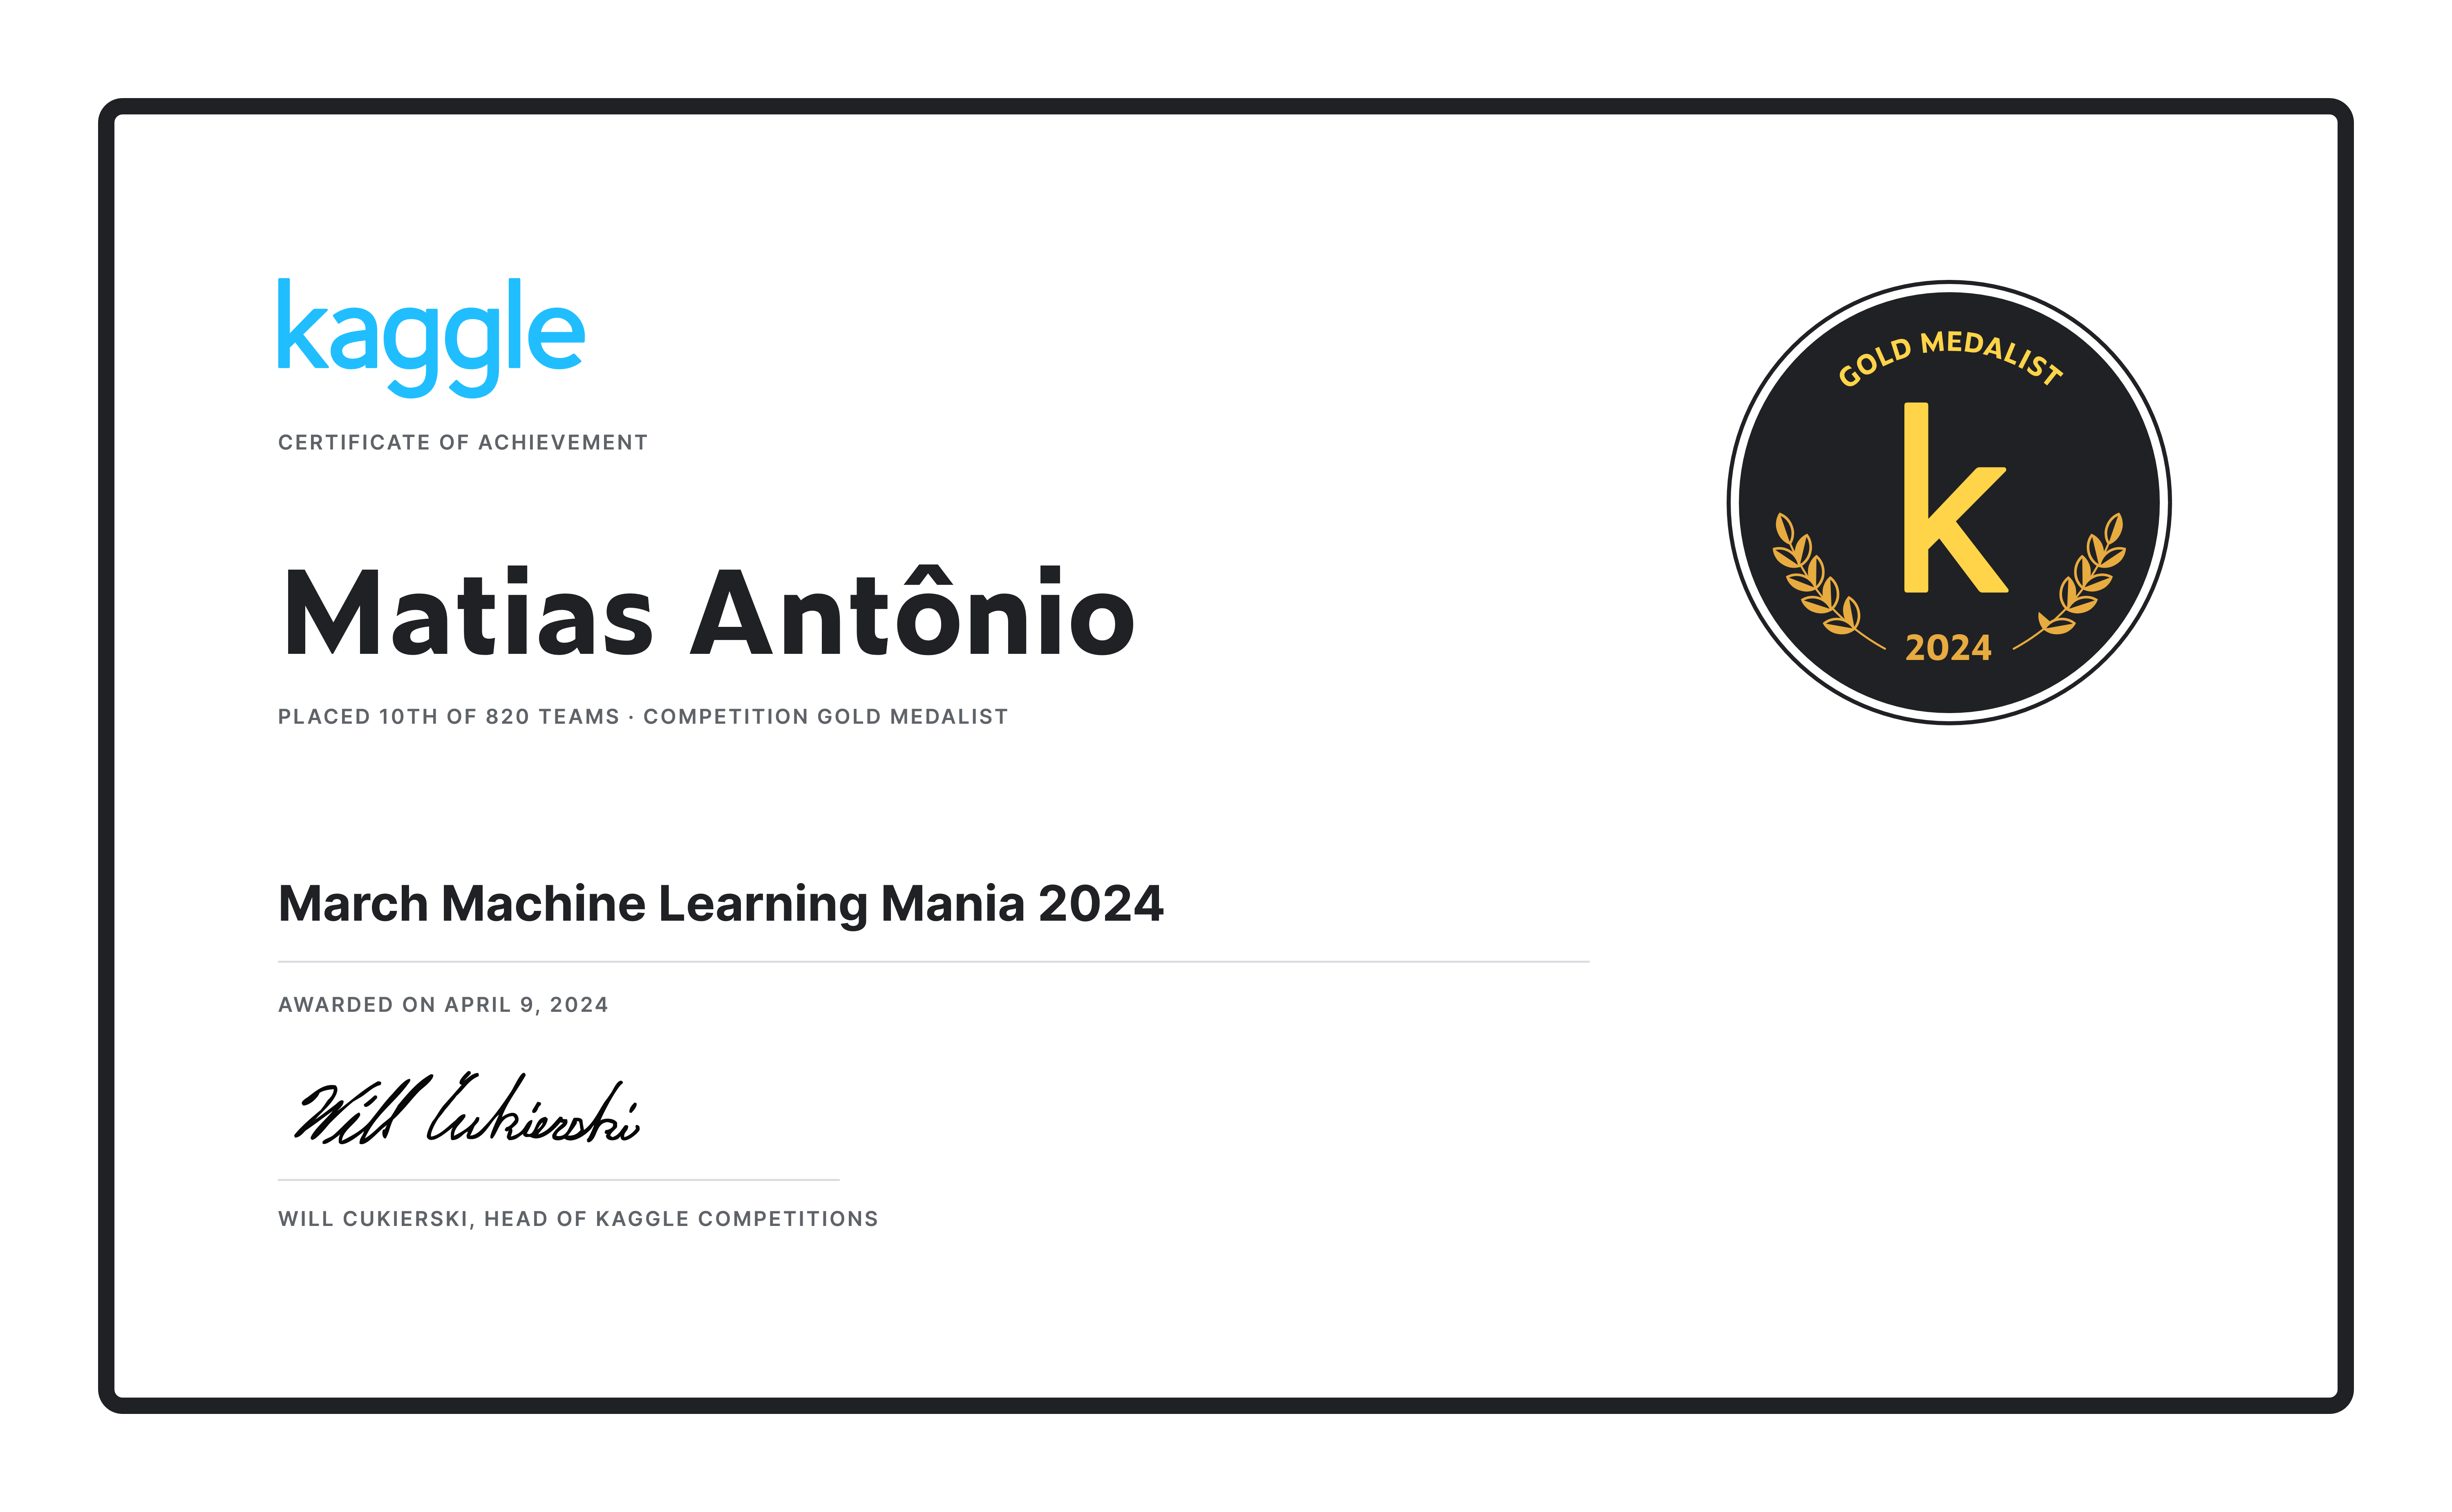 kaggle
CERTIFICATE OF ACHIEVEMENT
Matias Antônio
PLACED 10TH OF 820 TEAMS · COMPETITION GOLD MEDALIST
GOLD MEDALIST
k
2024
March Machine Learning Mania 2024
AWARDED ON APRIL 9, 2024
Will Cukierski
WILL CUKIERSKI, HEAD OF KAGGLE COMPETITIONS